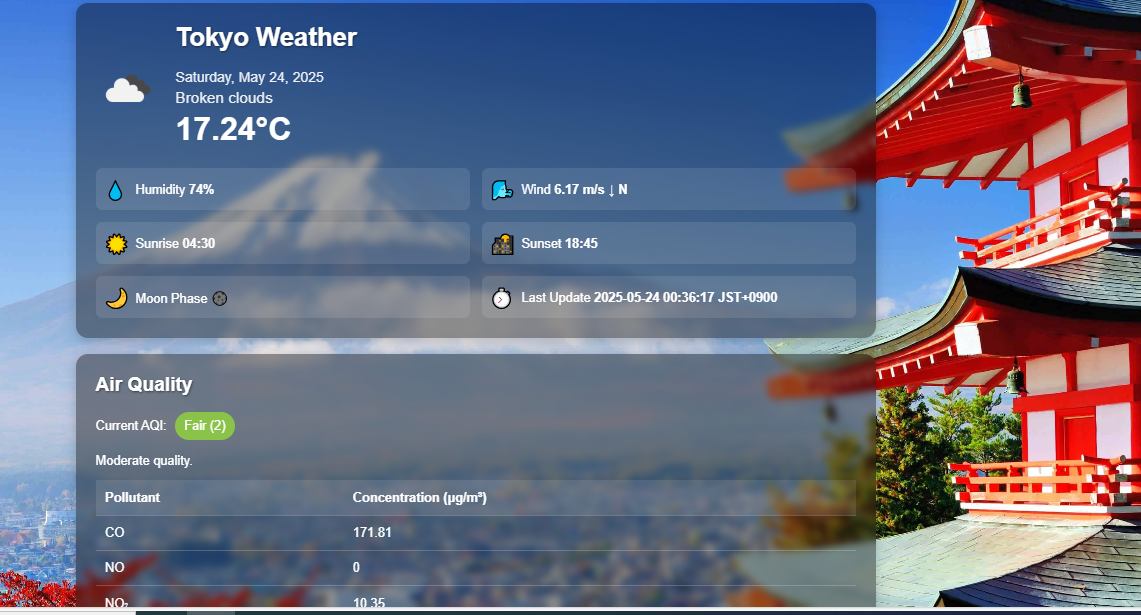 Tokyo Weather
Saturday, May 24, 2025
Broken clouds
17.24°C
Humidity 74%
Wind 6.17 m/s ↓ N
Sunrise 04:30
Sunset 18:45
Moon Phase
Last Update 2025-05-24 00:36:17 JST+0900
Air Quality
Current AQI: Fair (2)
Moderate quality.
Pollutant Concentration (µg/m³)
CO 171.81
NO 0
NO₂ 10.35